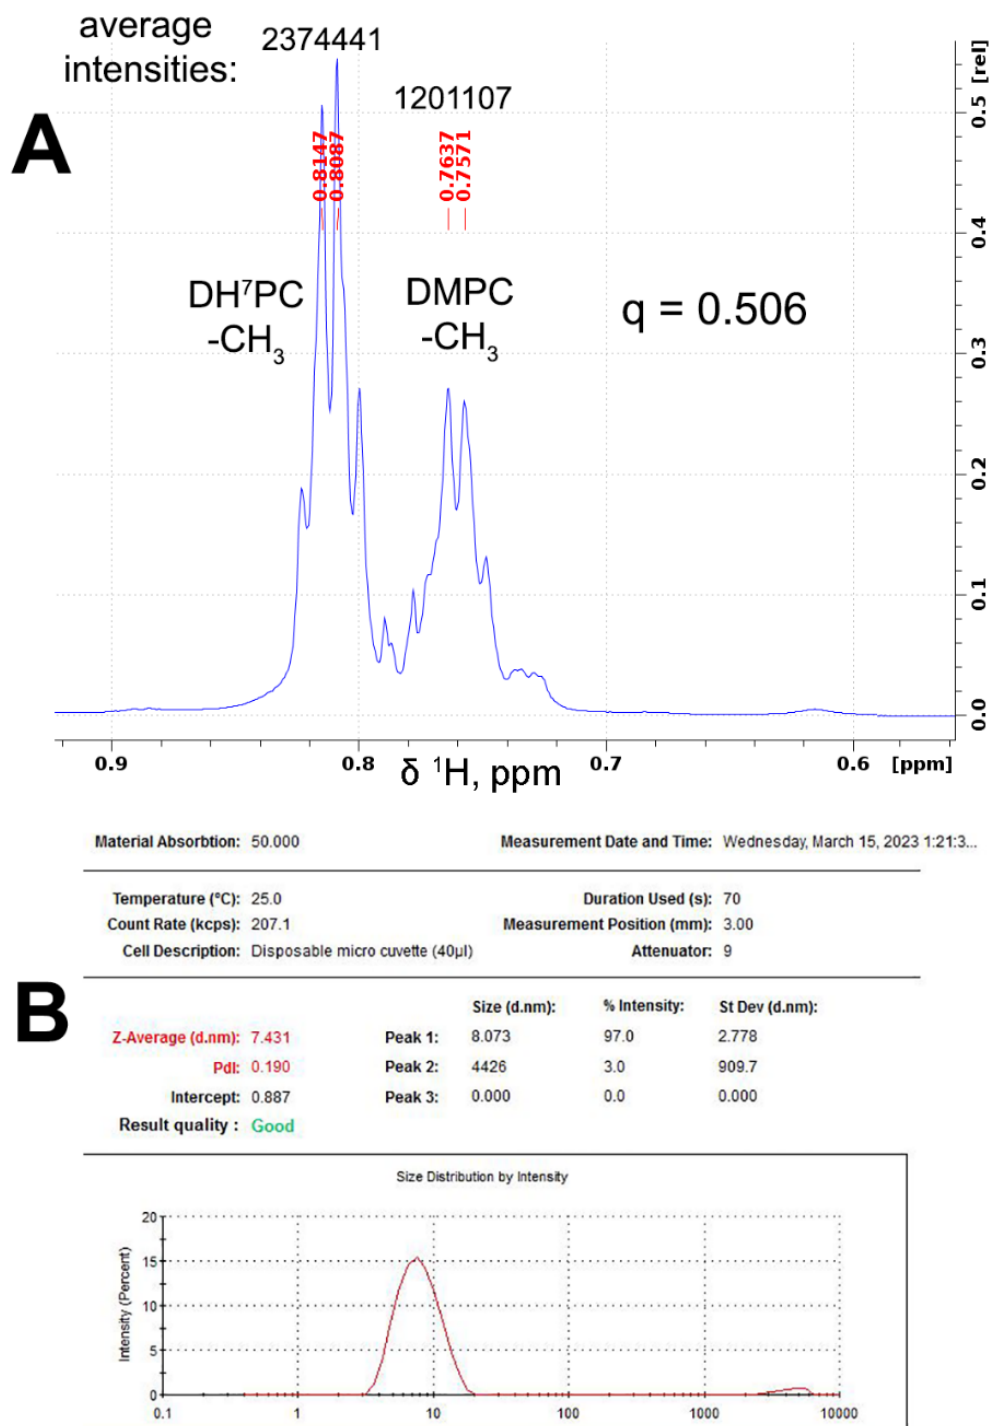 average
intensities:
2374441
1201107
A
0.8147
0.8087
0.7637
0.7571
DH⁷PC
-CH₃
DMPC
-CH₃
q = 0.506
0.5 [rel]
0.4
0.3
0.2
0.1
0.0
0.9 0.8 0.7 0.6 [ppm]
δ ¹H, ppm
Material Absorbtion: 50.000 Measurement Date and Time: Wednesday, March 15, 2023 1:21:3...
Temperature (°C): 25.0 Duration Used (s): 70
Count Rate (kcps): 207.1 Measurement Position (mm): 3.00
Cell Description: Disposable micro cuvette (40µl) Attenuator: 9
B
Size (d.nm): % Intensity: St Dev (d.nm):
Z-Average (d.nm): 7.431 Peak 1: 8.073 97.0 2.778
PdI: 0.190 Peak 2: 4426 3.0 909.7
Intercept: 0.887 Peak 3: 0.000 0.0 0.000
Result quality : Good
Size Distribution by Intensity
Intensity (Percent)
20
15
10
5
0
0.1 1 10 100 1000 10000